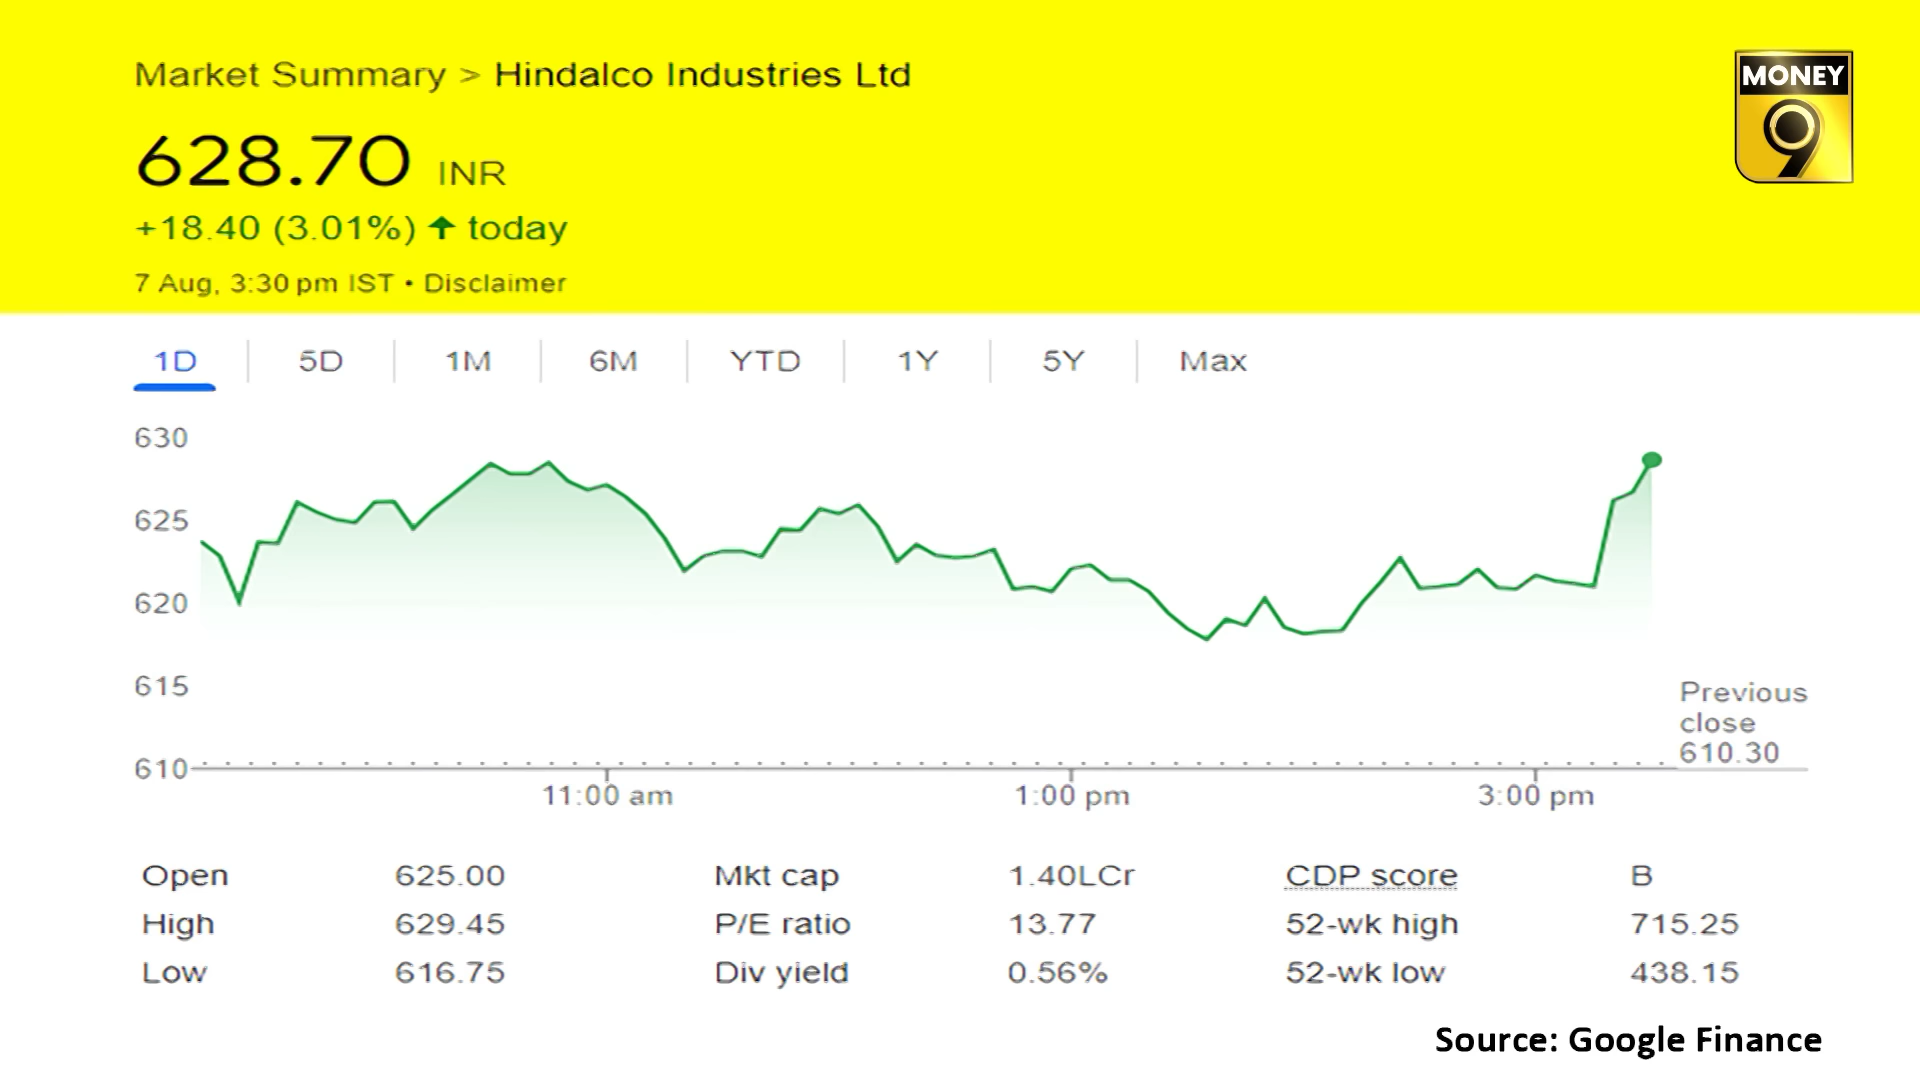 Market Summary > Hindalco Industries Ltd
MONEY
9
628.70 INR
+18.40 (3.01%) ↑ today
7 Aug, 3:30 pm IST • Disclaimer
1D 5D 1M 6M YTD 1Y 5Y Max
630
625
620
615
610
Previous
close
610.30
11:00 am 1:00 pm 3:00 pm
Open 625.00 Mkt cap 1.40LCr CDP score B
High 629.45 P/E ratio 13.77 52-wk high 715.25
Low 616.75 Div yield 0.56% 52-wk low 438.15
Source: Google Finance